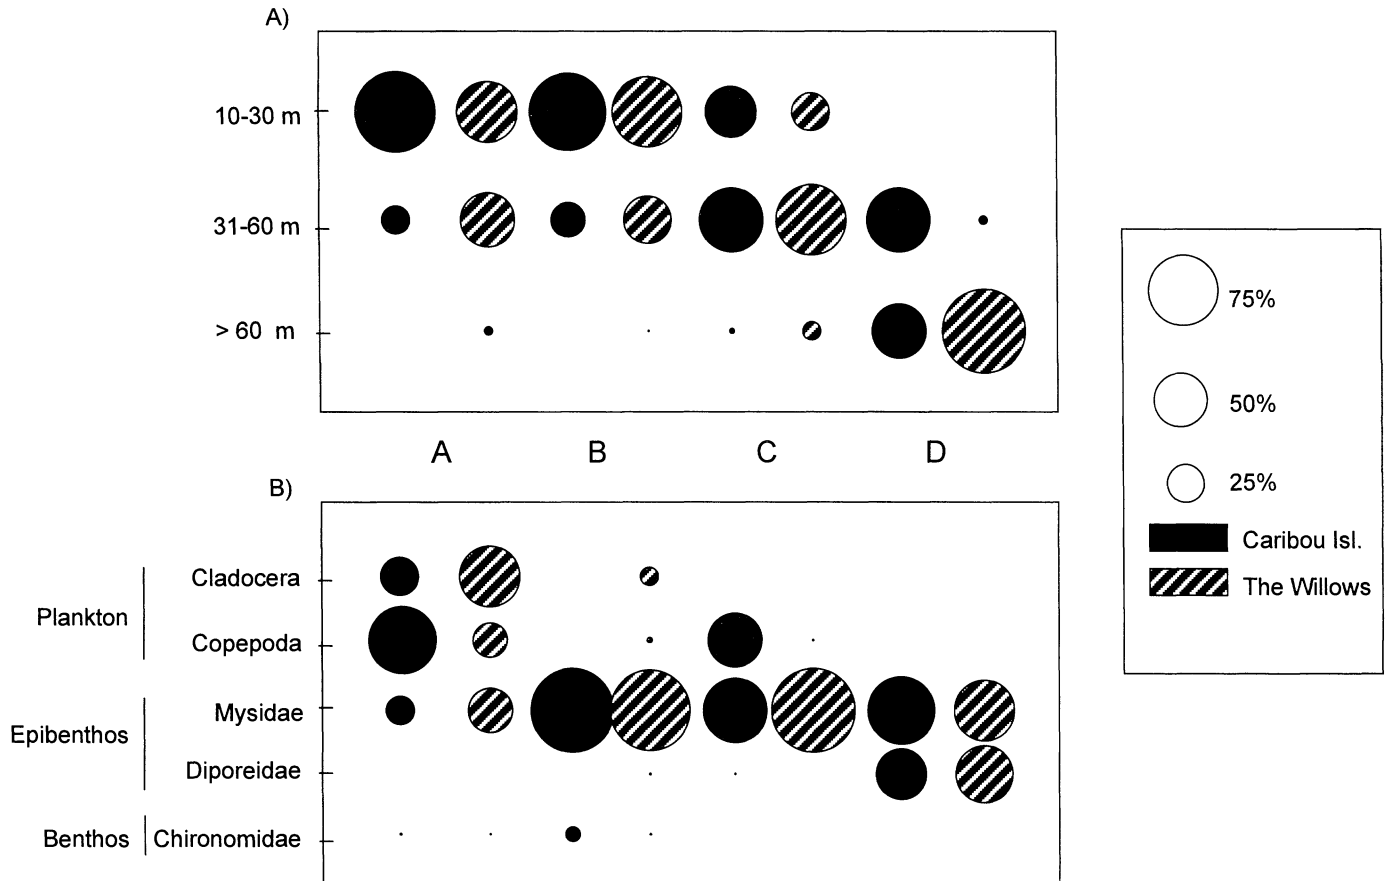 A)
10-30 m
31-60 m
> 60 m
A B C D
B)
Plankton
Cladocera
Copepoda
Epibenthos
Mysidae
Diporeidae
Benthos
Chironomidae
75%
50%
25%
Caribou Isl.
The Willows